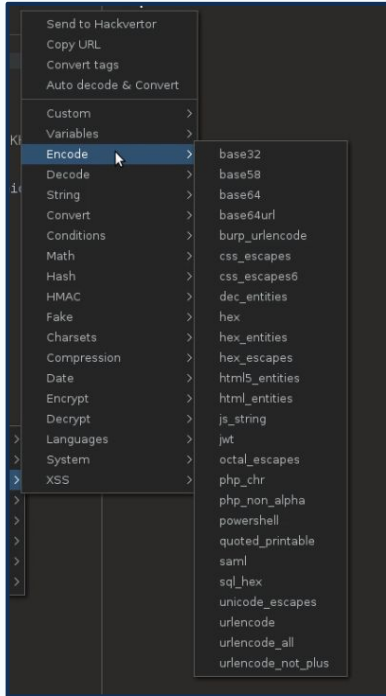 Send to Hackvertor
Copy URL
Convert tags
Auto decode & Convert
Custom
Variables
Encode
Decode
String
Convert
Conditions
Math
Hash
HMAC
Fake
Charsets
Compression
Date
Encrypt
Decrypt
Languages
System
XSS
base32
base58
base64
base64url
burp_urlencode
css_escapes
css_escapes6
dec_entities
hex
hex_entities
hex_escapes
html5_entities
html_entities
js_string
jwt
octal_escapes
php_chr
php_non_alpha
powershell
quoted_printable
saml
sql_hex
unicode_escapes
urlencode
urlencode_all
urlencode_not_plus